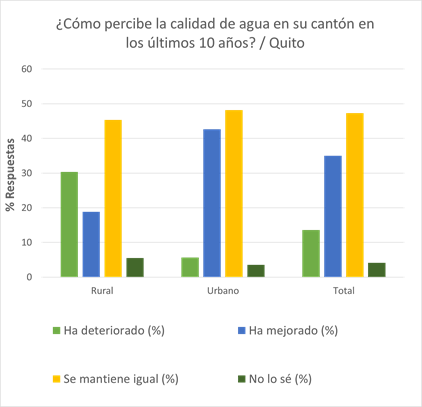 ¿Cómo percibe la calidad de agua en su cantón en
los últimos 10 años? / Quito
% Respuestas
60
50
40
30
20
10
0
Rural
Urbano
Total
Ha deteriorado (%)
Ha mejorado (%)
Se mantiene igual (%)
No lo sé (%)